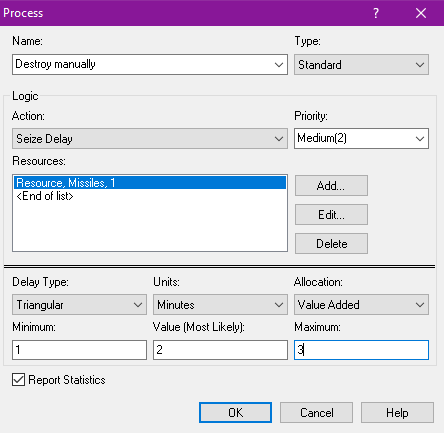 Process ?
Name: Type:
Destroy manually Standard
Logic
Action: Priority:
Seize Delay Medium(2)
Resources:
Resource, Missiles, 1
<End of list>
Add...
Edit...
Delete
Delay Type: Units: Allocation:
Triangular Minutes Value Added
Minimum: Value (Most Likely): Maximum:
1 2 3
Report Statistics
OK Cancel Help